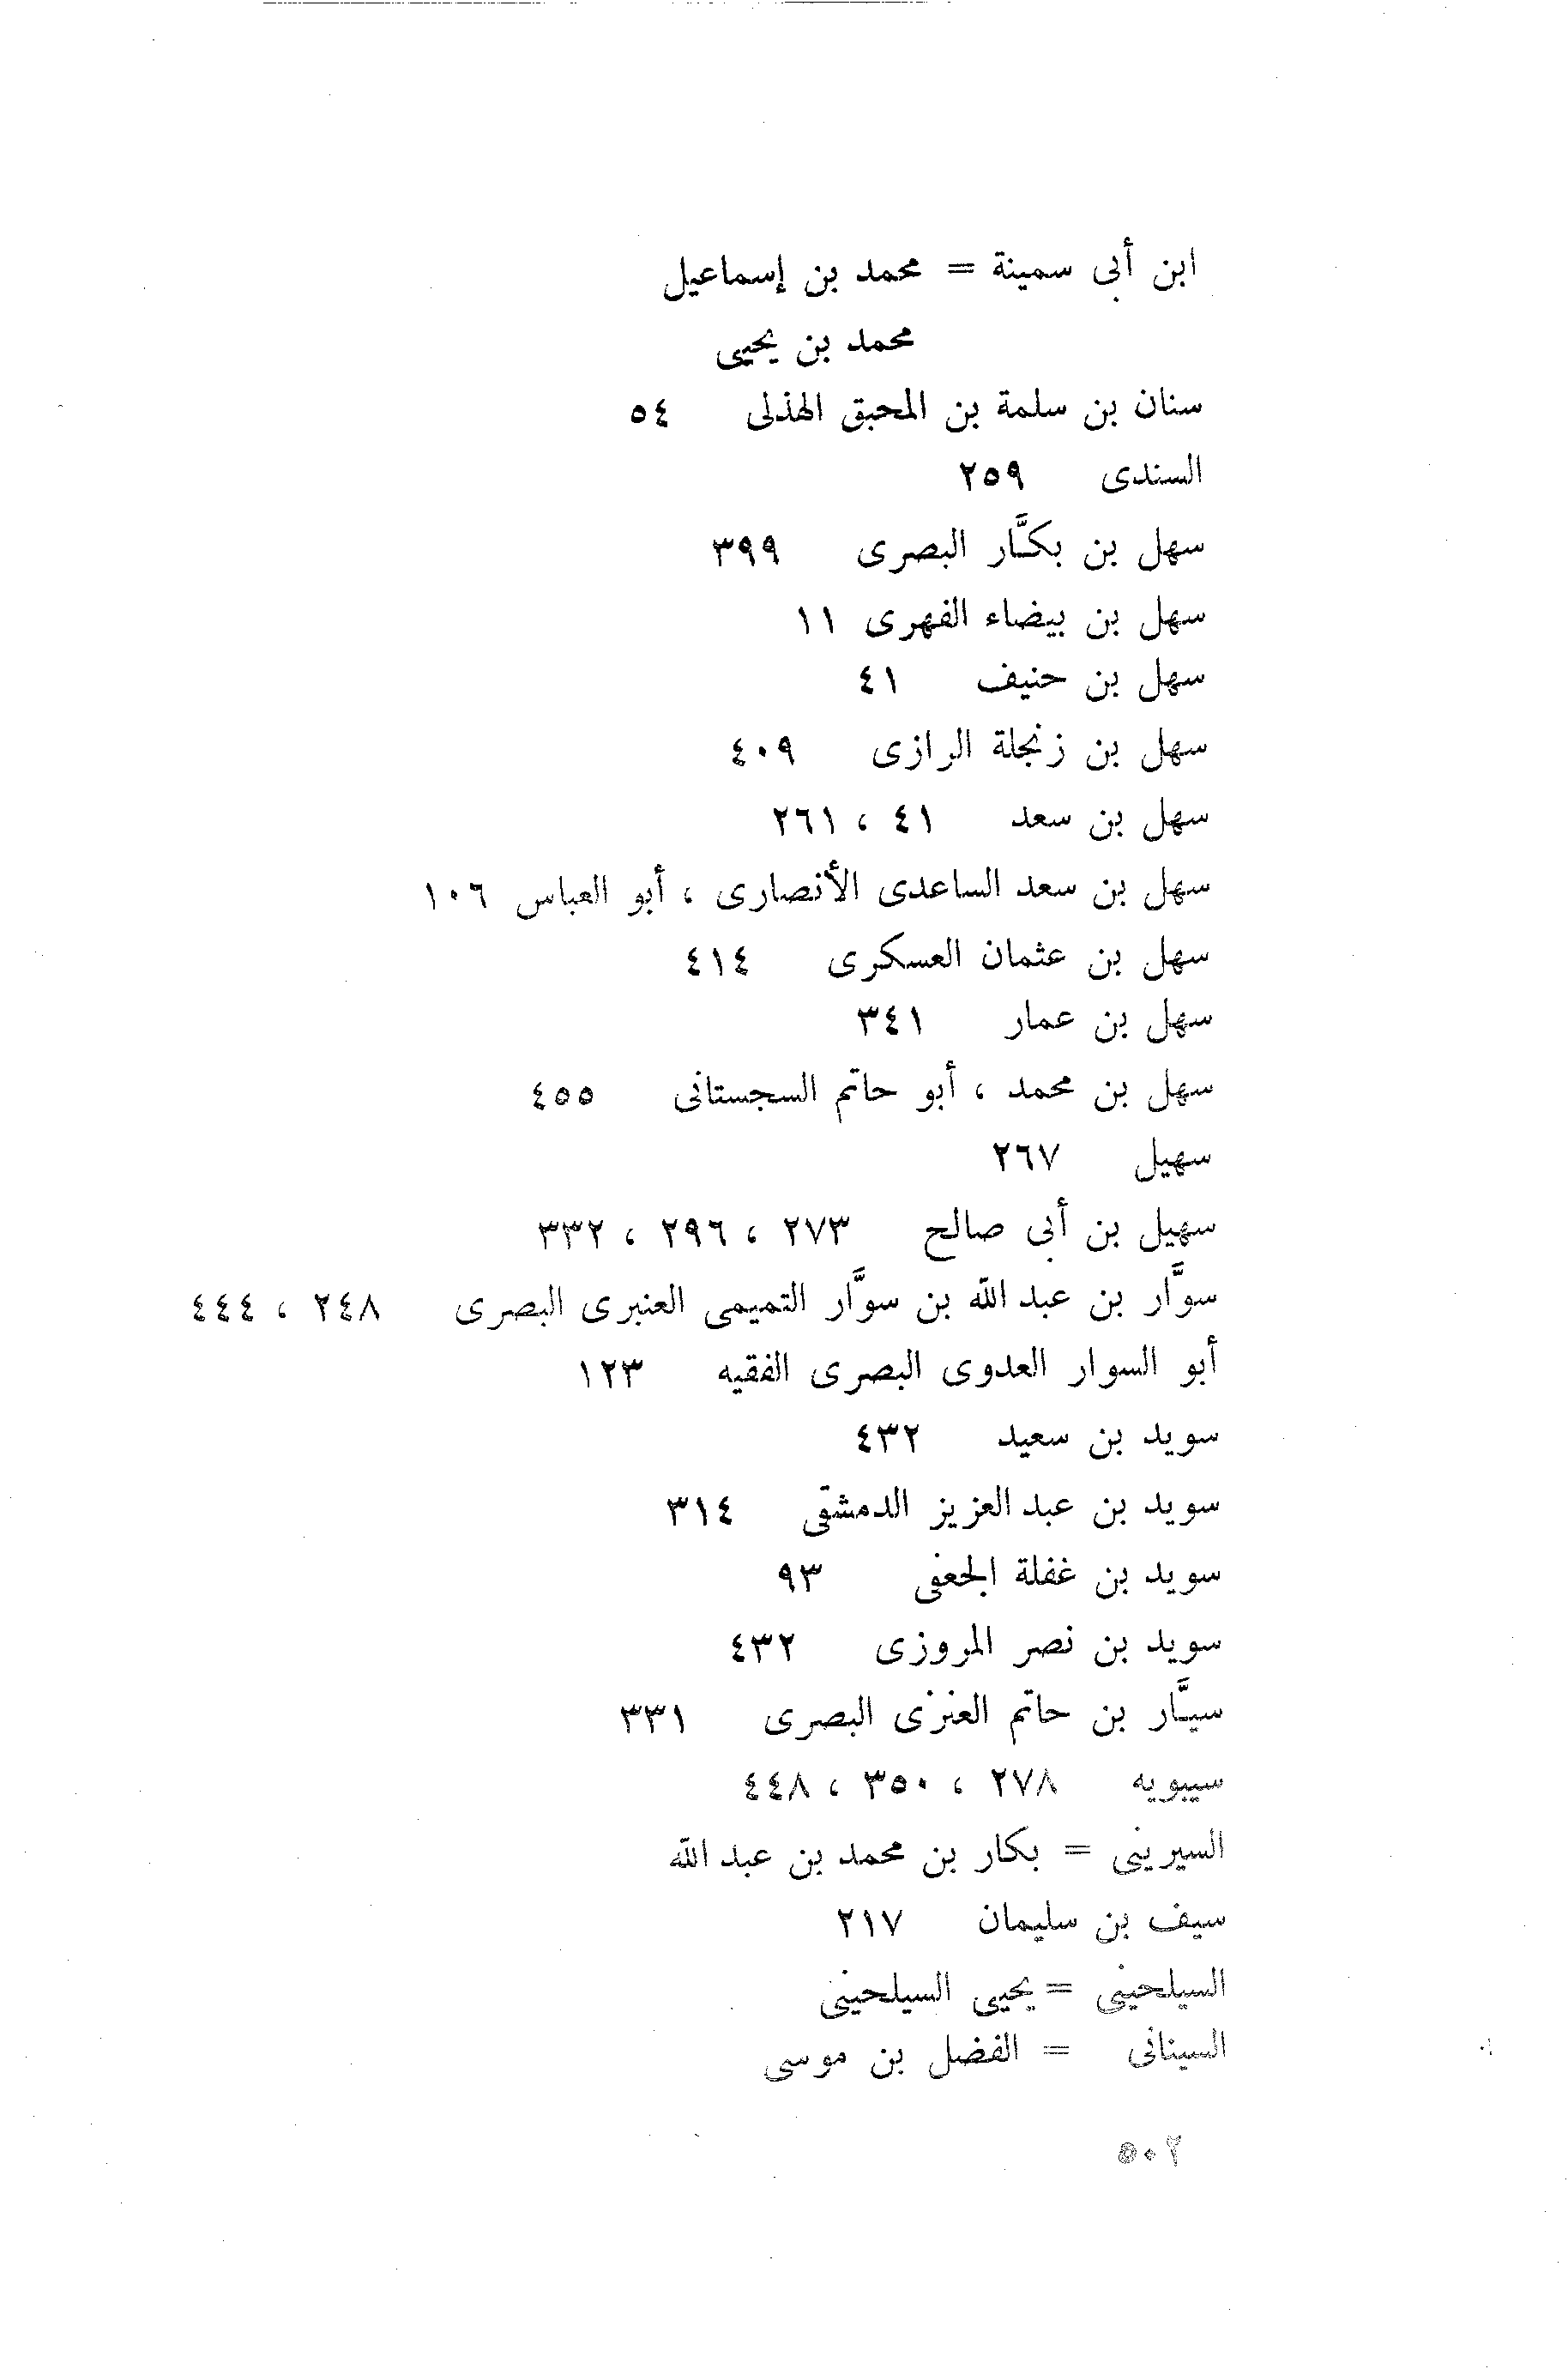 ابن أبى سمينة = محمد بن إسماعيل
محمد بن يحيى
سنان بن سلمة بن المحبق الهذلى ٥٤
السندى ٢٥٩
سهل بن بكَّار البصرى ٣٩٩
سهل بن بيضاء الفهرى ١١
سهل بن حنيف ٤١
سهل بن زنجلة الرازى ٤٠٩
سهل بن سعد ٤١ ، ٢٦١
سهل بن سعد الساعدى الأنصارى ، أبو العباس ١٠٦
سهل بن عثمان العسكرى ٤١٤
سهل بن عمار ٣٤١
سهل بن محمد ، أبو حاتم السجستانى ٤٥٥
سهيل ٢٦٧
سهيل بن أبى صالح ٢٧٣ ، ٢٩٦ ، ٣٣٢
سوَّار بن عبد الله بن سوَّار التميمى العنبرى البصرى ٢٤٨ ، ٤٤٤
أبو السوار العدوى البصرى الفقيه ١٢٣
سويد بن سعيد ٤٣٢
سويد بن عبد العزيز الدمشقى ٣١٤
سويد بن غفلة الجعفى ٩٣
سويد بن نصر المروزى ٤٣٢
سيَّار بن حاتم العنزى البصرى ٣٣١
سيبويه ٢٧٨ ، ٣٥٠ ، ٤٤٨
السيرينى = بكار بن محمد بن عبد الله
سيف بن سليمان ٢١٧
السيلحينى = يحيى السيلحينى
السينانى = الفضل بن موسى
٥٠٢